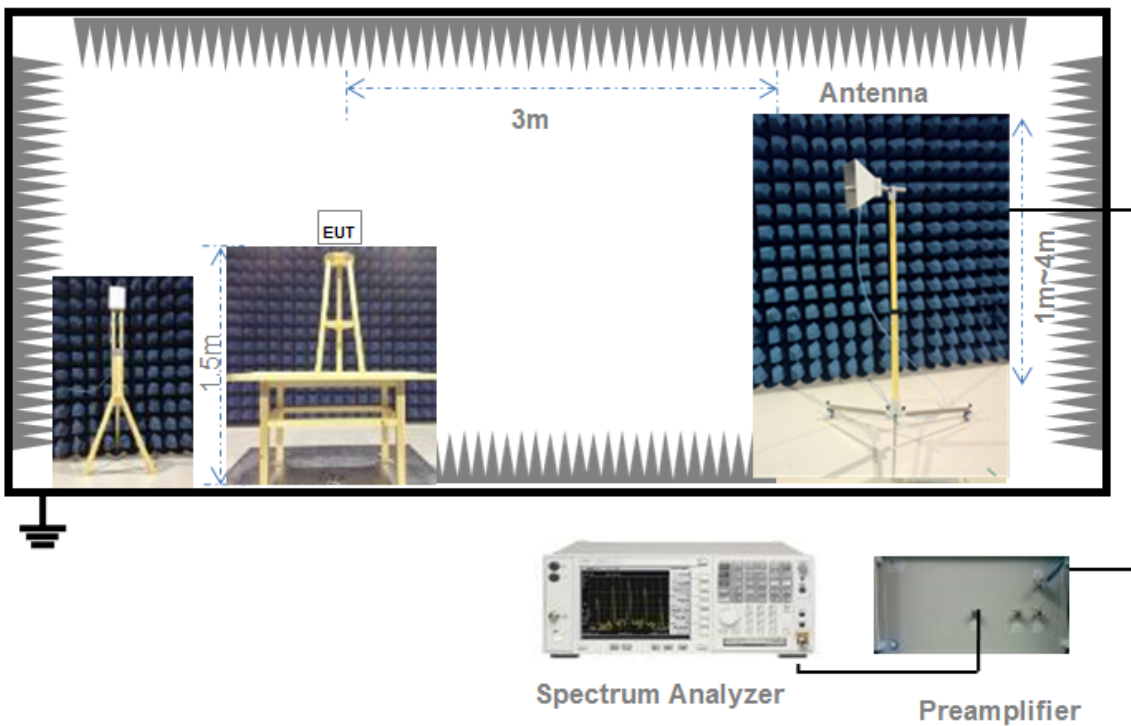 Antenna
3m
EUT
1.5m
1m~4m
Spectrum Analyzer
Preamplifier